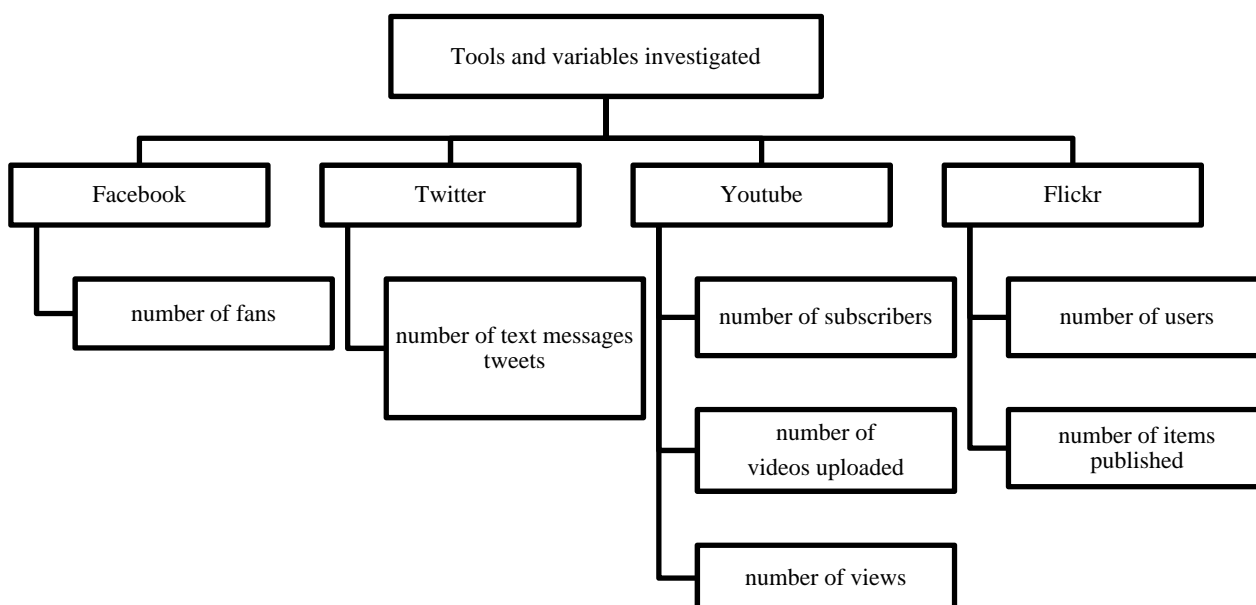 Tools and variables investigated
Facebook
Twitter
Youtube
Flickr
number of fans
number of text messages
tweets
number of subscribers
number of
videos uploaded
number of views
number of users
number of items
published